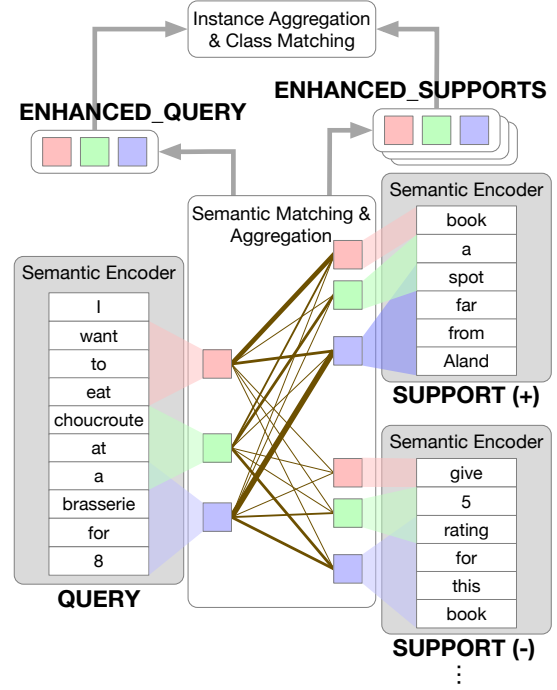 Instance Aggregation
& Class Matching
ENHANCED_QUERY
ENHANCED_SUPPORTS
Semantic Matching &
Aggregation
Semantic Encoder
I
want
to
eat
choucroute
at
a
brasserie
for
8
QUERY
Semantic Encoder
book
a
spot
far
from
Aland
SUPPORT (+)
Semantic Encoder
give
5
rating
for
this
book
SUPPORT (-)
⋮